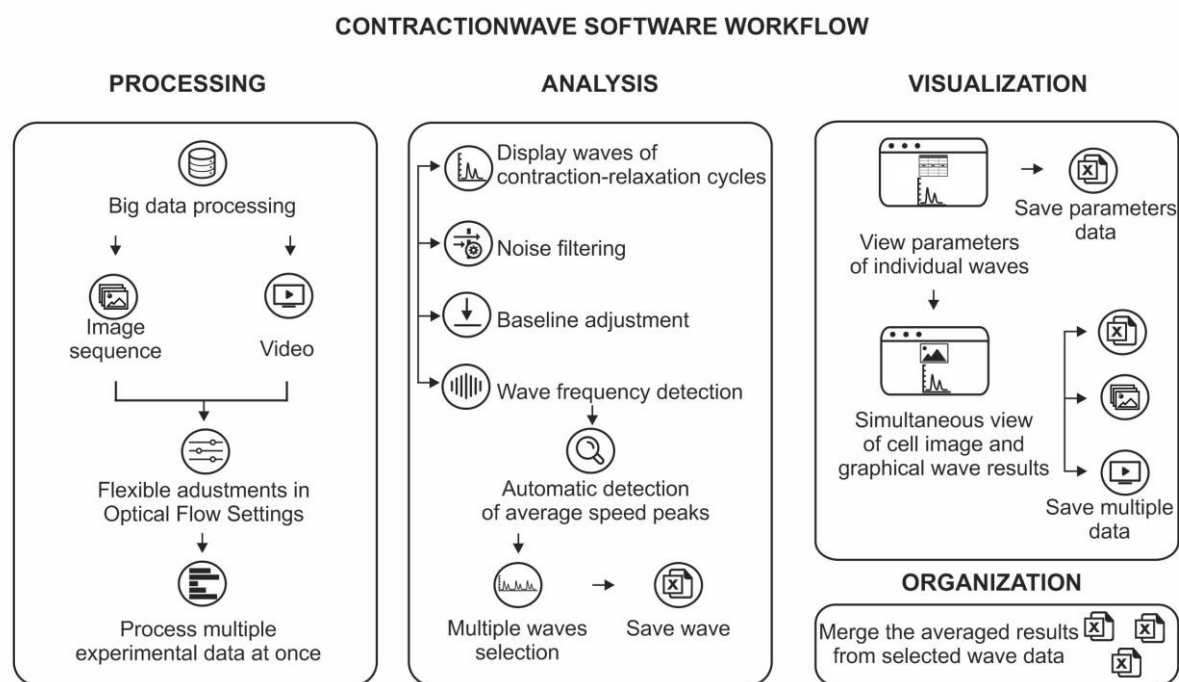 CONTRACTIONWAVE SOFTWARE WORKFLOW
PROCESSING
Big data processing
Image
sequence
Video
Flexible adustments in
Optical Flow Settings
Process multiple
experimental data at once
ANALYSIS
Display waves of
contraction-relaxation cycles
Noise filtering
Baseline adjustment
Wave frequency detection
Automatic detection
of average speed peaks
Multiple waves
selection
Save wave
VISUALIZATION
Save parameters
data
View parameters
of individual waves
Simultaneous view
of cell image and
graphical wave results
Save multiple
data
ORGANIZATION
Merge the averaged results
from selected wave data